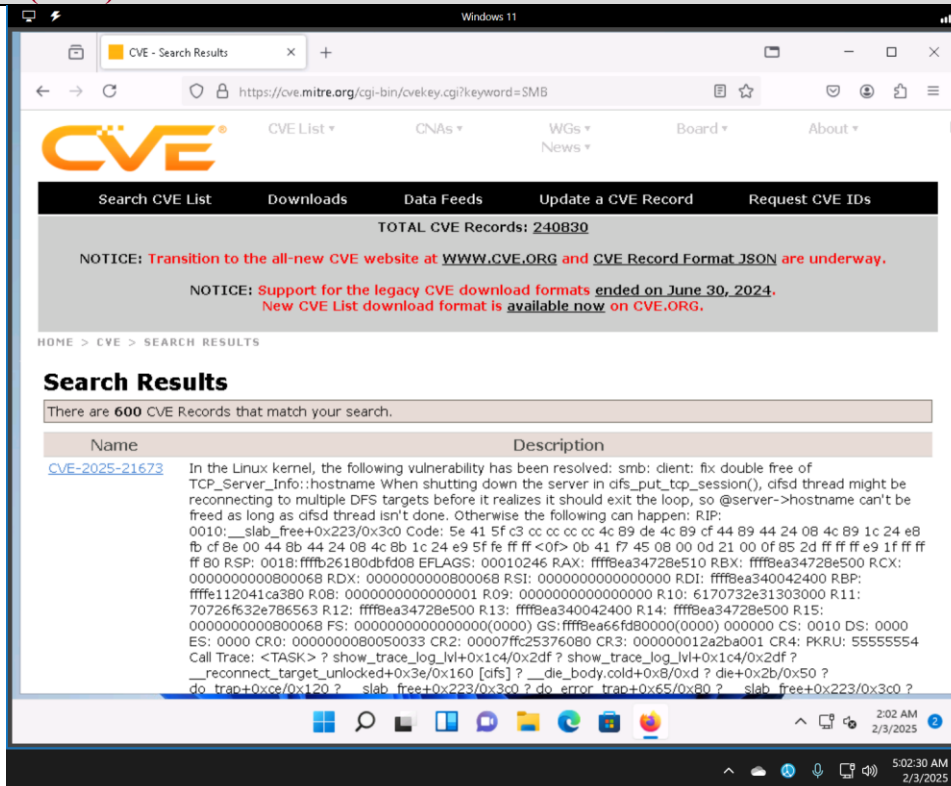 Windows 11
CVE - Search Results
https://cve.mitre.org/cgi-bin/cvekey.cgi?keyword=SMB
CVE®
CVE List ▾ CNAs ▾ WGs ▾ Board ▾ About ▾
News ▾
Search CVE List Downloads Data Feeds Update a CVE Record Request CVE IDs
TOTAL CVE Records: 240830
NOTICE: Transition to the all-new CVE website at WWW.CVE.ORG and CVE Record Format JSON are underway.
NOTICE: Support for the legacy CVE download formats ended on June 30, 2024.
New CVE List download format is available now on CVE.ORG.
HOME > CVE > SEARCH RESULTS
Search Results
There are 600 CVE Records that match your search.
Name Description
CVE-2025-21673 In the Linux kernel, the following vulnerability has been resolved: smb: client: fix double free of
TCP_Server_Info::hostname When shutting down the server in cifs_put_tcp_session(), cifsd thread might be
reconnecting to multiple DFS targets before it realizes it should exit the loop, so @server->hostname can't be
freed as long as cifsd thread isn't done. Otherwise the following can happen: RIP:
0010:__slab_free+0x223/0x3c0 Code: 5e 41 5f c3 cc cc cc cc 4c 89 de 4c 89 cf 44 89 44 24 08 4c 89 1c 24 e8
fb cf 8e 00 44 8b 44 24 08 4c 8b 1c 24 e9 5f fe ff ff <0f> 0b 41 f7 45 08 00 0d 21 00 0f 85 2d ff ff ff e9 1f ff ff
ff 80 RSP: 0018:ffffb26180dbfd08 EFLAGS: 00010246 RAX: ffff8ea34728e510 RBX: ffff8ea34728e500 RCX:
0000000000800068 RDX: 0000000000800068 RSI: 0000000000000000 RDI: ffff8ea340042400 RBP:
ffffe112041ca380 R08: 0000000000000001 R09: 0000000000000000 R10: 6170732e31303000 R11:
70726f632e786563 R12: ffff8ea34728e500 R13: ffff8ea340042400 R14: ffff8ea34728e500 R15:
0000000000800068 FS: 0000000000000000(0000) GS:ffff8ea66fd80000(0000) 000000 CS: 0010 DS: 0000
ES: 0000 CR0: 0000000080050033 CR2: 00007ffc25376080 CR3: 000000012a2ba001 CR4: PKRU: 55555554
Call Trace: <TASK> ? show_trace_log_lvl+0x1c4/0x2df ? show_trace_log_lvl+0x1c4/0x2df ?
__reconnect_target_unlocked+0x3e/0x160 [dfs] ? __die_body.cold+0x8/0xd ? die+0x2b/0x50 ?
do_trap+0xce/0x120 ? __slab_free+0x223/0x3c0 ? do_error_trap+0x65/0x80 ? __slab_free+0x223/0x3c0 ?
2:02 AM
2/3/2025
2
5:02:30 AM
2/3/2025